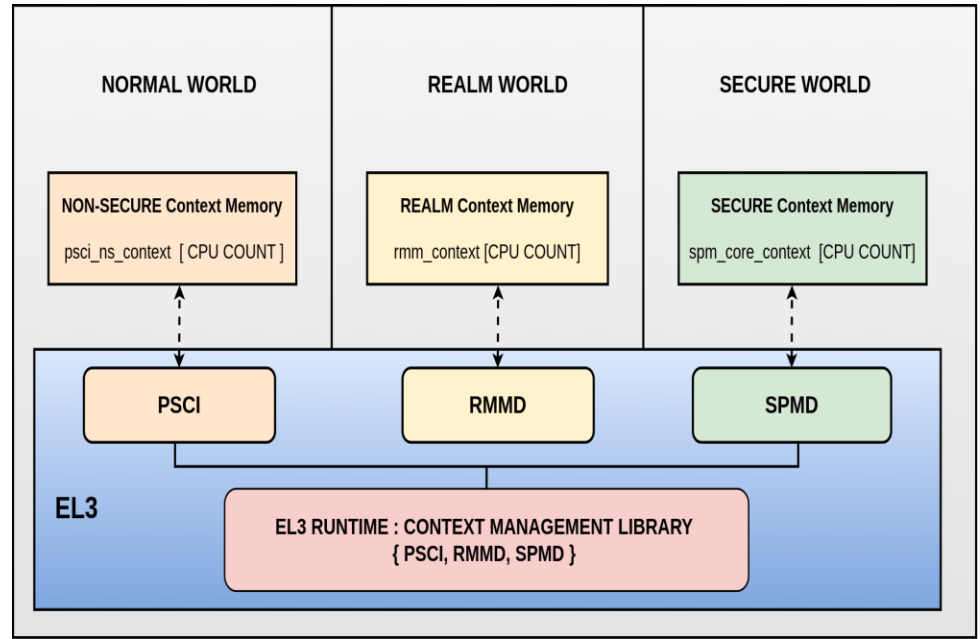 NORMAL WORLD
REALM WORLD
SECURE WORLD
NON-SECURE Context Memory
psci_ns_context [ CPU COUNT ]
REALM Context Memory
rmm_context [CPU COUNT]
SECURE Context Memory
spm_core_context [CPU COUNT]
PSCI
RMMD
SPMD
EL3
EL3 RUNTIME : CONTEXT MANAGEMENT LIBRARY
{ PSCI, RMMD, SPMD }